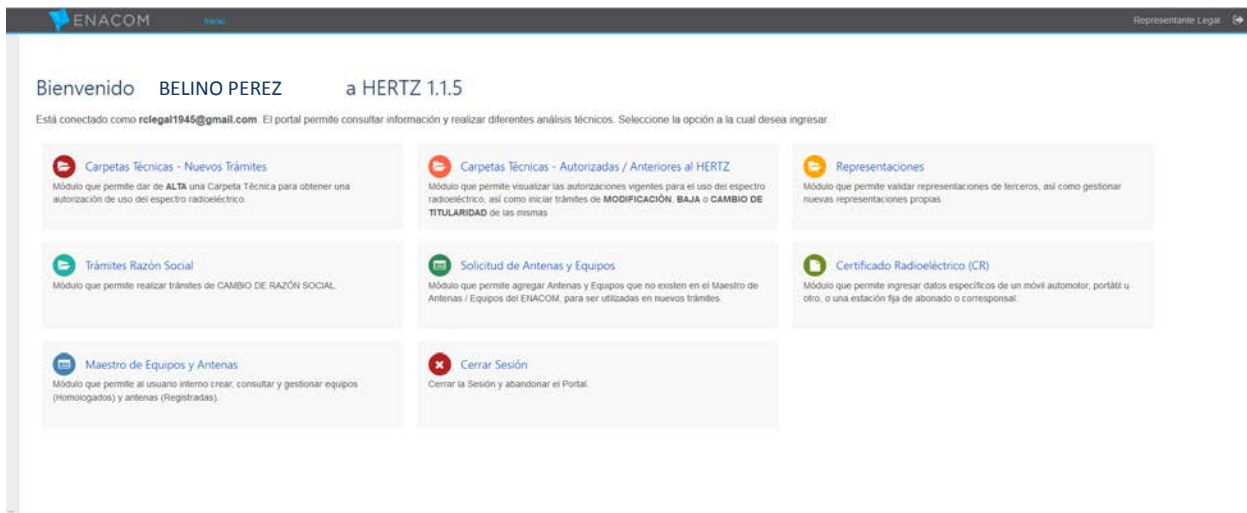 ENACOM
Inicio
Representante Legal
Bienvenido BELINO PEREZ a HERTZ 1.1.5
Está conectado como rclegal1945@gmail.com. El portal permite consultar información y realizar diferentes análisis técnicos. Seleccione la opción a la cual desea ingresar.
Carpetas Técnicas - Nuevos Trámites
Módulo que permite dar de ALTA una Carpeta Técnica para obtener una
autorización de uso del espectro radioeléctrico.
Carpetas Técnicas - Autorizadas / Anteriores al HERTZ
Módulo que permite visualizar las autorizaciones vigentes para el uso del espectro
radioeléctrico, así como iniciar trámites de MODIFICACIÓN, BAJA o CAMBIO DE
TITULARIDAD de las mismas
Representaciones
Módulo que permite validar representaciones de terceros, así como gestionar
nuevas representaciones propias
Trámites Razón Social
Módulo que permite realizar trámites de CAMBIO DE RAZÓN SOCIAL.
Solicitud de Antenas y Equipos
Módulo que permite agregar Antenas y Equipos que no existen en el Maestro de
Antenas / Equipos del ENACOM, para ser utilizadas en nuevos trámites.
Certificado Radioeléctrico (CR)
Módulo que permite ingresar datos específicos de un móvil automotor, portátil u
otro, o una estación fija de abonado o corresponsal.
Maestro de Equipos y Antenas
Módulo que permite al usuario interno crear, consultar y gestionar equipos
(Homologados) y antenas (Registradas).
Cerrar Sesión
Cerrar la Sesión y abandonar el Portal.